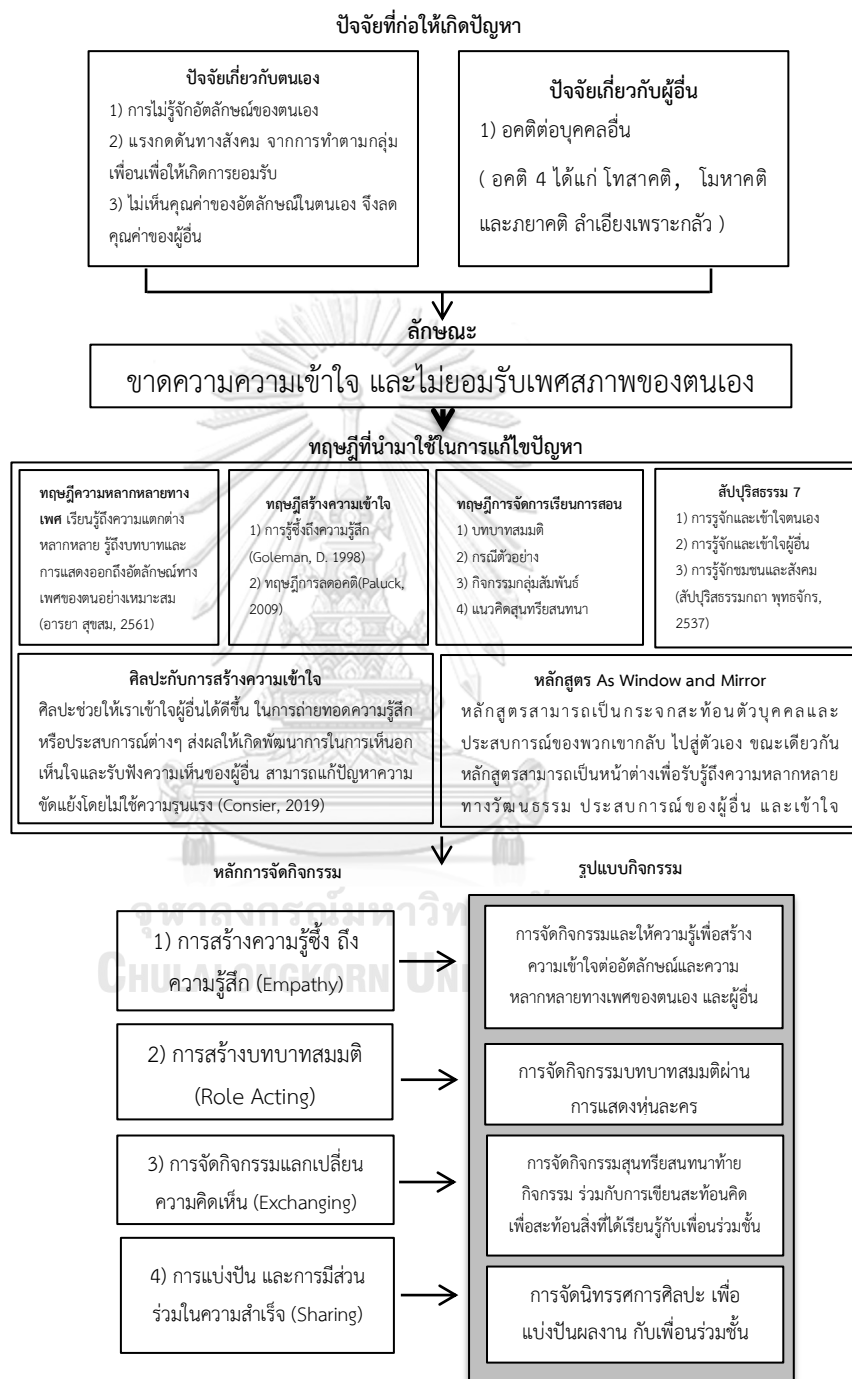 ปัจจัยที่ก่อให้เกิดปัญหา
ปัจจัยเกี่ยวกับตนเอง
1) การไม่รู้จักอัตลักษณ์ของตนเอง
2) แรงกดดันทางสังคม จากการทำตามกลุ่ม
เพื่อนเพื่อให้เกิดการยอมรับ
3) ไม่เห็นคุณค่าของอัตลักษณ์ในตนเอง จึงลด
คุณค่าของผู้อื่น
ปัจจัยเกี่ยวกับผู้อื่น
1) อคติต่อบุคคลอื่น
( อคติ 4 ได้แก่ โทสาคติ, โมหาคติ
และภยาคติ ลำเอียงเพราะกลัว )
ลักษณะ
ขาดความความเข้าใจ และไม่ยอมรับเพศสภาพของตนเอง
ทฤษฎีที่นำมาใช้ในการแก้ไขปัญหา
ทฤษฎีความหลากหลายทาง
เพศ เรียนรู้ถึงความแตกต่าง
หลากหลาย รู้ถึงบทบาทและ
การแสดงออกถึงอัตลักษณ์ทาง
เพศของตนอย่างเหมาะสม
(อารยา สุขสม, 2561)
ทฤษฎีสร้างความเข้าใจ
1) การรู้ซึ้งถึงความรู้สึก
(Goleman, D. 1998)
2) ทฤษฎีการลดอคติ(Paluck,
2009)
ทฤษฎีการจัดการเรียนการสอน
1) บทบาทสมมติ
2) กรณีตัวอย่าง
3) กิจกรรมกลุ่มสัมพันธ์
4) แนวคิดสุนทรียสนทนา
สัปปุริสธรรม 7
1) การรู้จักและเข้าใจตนเอง
2) การรู้จักและเข้าใจผู้อื่น
3) การรู้จักชมชนและสังคม
(สัปปุริสธรรมกถา พุทธจักร,
2537)
ศิลปะกับการสร้างความเข้าใจ
ศิลปะช่วยให้เราเข้าใจผู้อื่นได้ดีขึ้น ในการถ่ายทอดความรู้สึก
หรือประสบการณ์ต่างๆ ส่งผลให้เกิดพัฒนาการในการเห็นอก
เห็นใจและรับฟังความเห็นของผู้อื่น สามารถแก้ปัญหาความ
ขัดแย้งโดยไม่ใช้ความรุนแรง (Consier, 2019)
หลักสูตร As Window and Mirror
หลักสูตรสามารถเป็นกระจกสะท้อนตัวบุคคลและ
ประสบการณ์ของพวกเขากลับ ไปสู่ตัวเอง ขณะเดียวกัน
หลักสูตรสามารถเป็นหน้าต่างเพื่อรับรู้ถึงความหลากหลาย
ทางวัฒนธรรม ประสบการณ์ของผู้อื่น และเข้าใจ
หลักการจัดกิจกรรม
รูปแบบกิจกรรม
1) การสร้างความรู้ซึ้ง ถึง
ความรู้สึก (Empathy)
การจัดกิจกรรมและให้ความรู้เพื่อสร้าง
ความเข้าใจต่ออัตลักษณ์และความ
หลากหลายทางเพศของตนเอง และผู้อื่น
2) การสร้างบทบาทสมมติ
(Role Acting)
การจัดกิจกรรมบทบาทสมมติผ่าน
การแสดงหุ่นละคร
3) การจัดกิจกรรมแลกเปลี่ยน
ความคิดเห็น (Exchanging)
การจัดกิจกรรมสุนทรียสนทนาท้าย
กิจกรรม ร่วมกับการเขียนสะท้อนคิด
เพื่อสะท้อนสิ่งที่ได้เรียนรู้กับเพื่อนร่วมชั้น
4) การแบ่งปัน และการมีส่วน
ร่วมในความสำเร็จ (Sharing)
การจัดนิทรรศการศิลปะ เพื่อ
แบ่งปันผลงาน กับเพื่อนร่วมชั้น